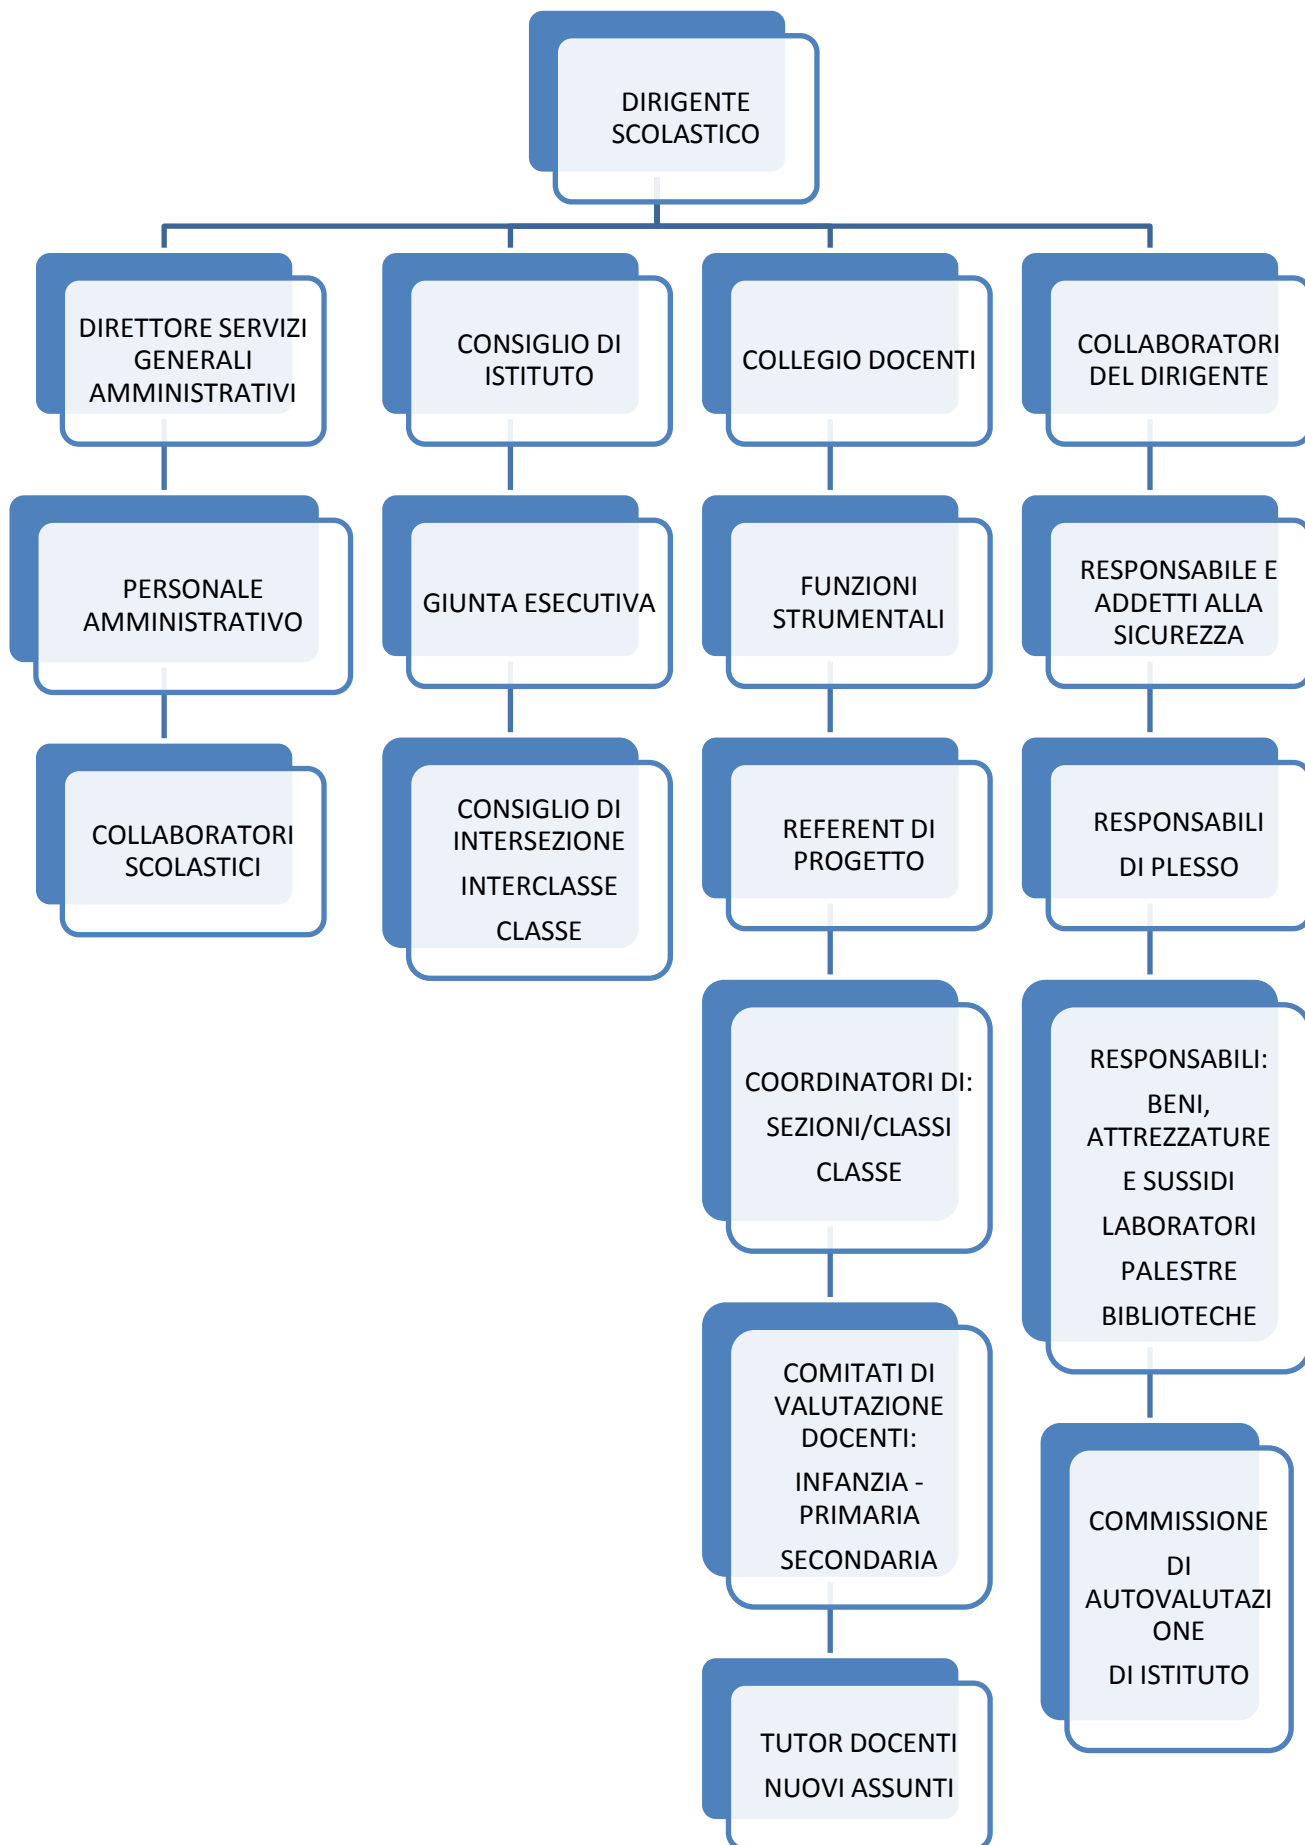 DIRIGENTE
SCOLASTICO
DIRETTORE SERVIZI
GENERALI
AMMINISTRATIVI
CONSIGLIO DI
ISTITUTO
COLLEGIO DOCENTI
COLLABORATORI
DEL DIRIGENTE
PERSONALE
AMMINISTRATIVO
GIUNTA ESECUTIVA
FUNZIONI
STRUMENTALI
RESPONSABILE E
ADDETTI ALLA
SICUREZZA
COLLABORATORI
SCOLASTICI
CONSIGLIO DI
INTERSEZIONE
INTERCLASSE
CLASSE
REFERENT DI
PROGETTO
RESPONSABILI
DI PLESSO
COORDINATORI DI:
SEZIONI/CLASSI
CLASSE
RESPONSABILI:
BENI,
ATTREZZATURE
E SUSSIDI
LABORATORI
PALESTRE
BIBLIOTECHE
COMITATI DI
VALUTAZIONE
DOCENTI:
INFANZIA -
PRIMARIA
SECONDARIA
COMMISSIONE
DI
AUTOVALUTAZI
ONE
DI ISTITUTO
TUTOR DOCENTI
NUOVI ASSUNTI